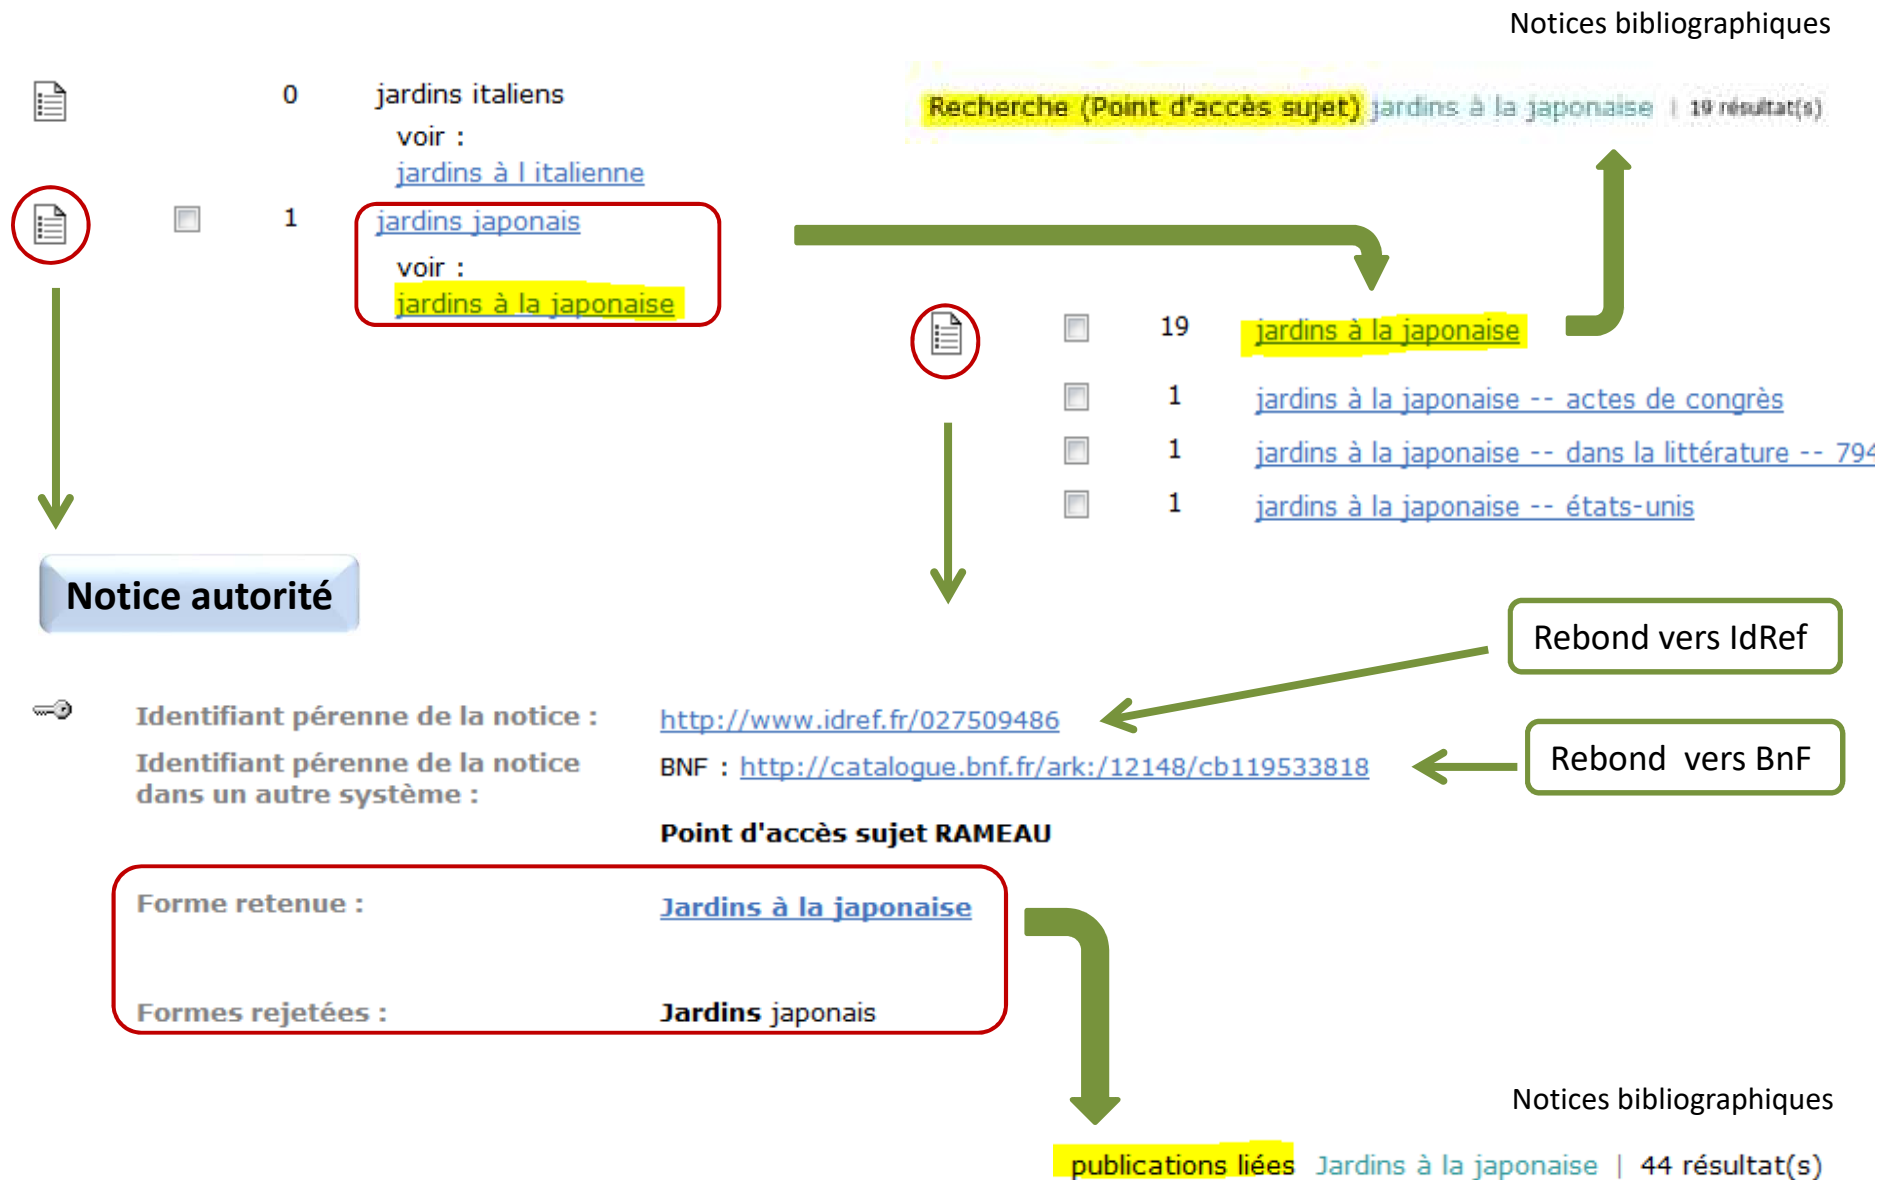 Notices bibliographiques
0 jardins italiens
voir :
jardins à l italienne
1 jardins japonais
voir :
jardins à la japonaise
Recherche (Point d'accès sujet) jardins à la japonaise | 19 résultat(s)
19 jardins à la japonaise
1 jardins à la japonaise -- actes de congrès
1 jardins à la japonaise -- dans la littérature -- 794
1 jardins à la japonaise -- états-unis
Notice autorité
Rebond vers IdRef
Identifiant pérenne de la notice : http://www.idref.fr/027509486
Rebond vers BnF
Identifiant pérenne de la notice
dans un autre système :
BNF : http://catalogue.bnf.fr/ark:/12148/cb119533818
Point d'accès sujet RAMEAU
Forme retenue : Jardins à la japonaise
Formes rejetées : Jardins japonais
Notices bibliographiques
publications liées Jardins à la japonaise | 44 résultat(s)